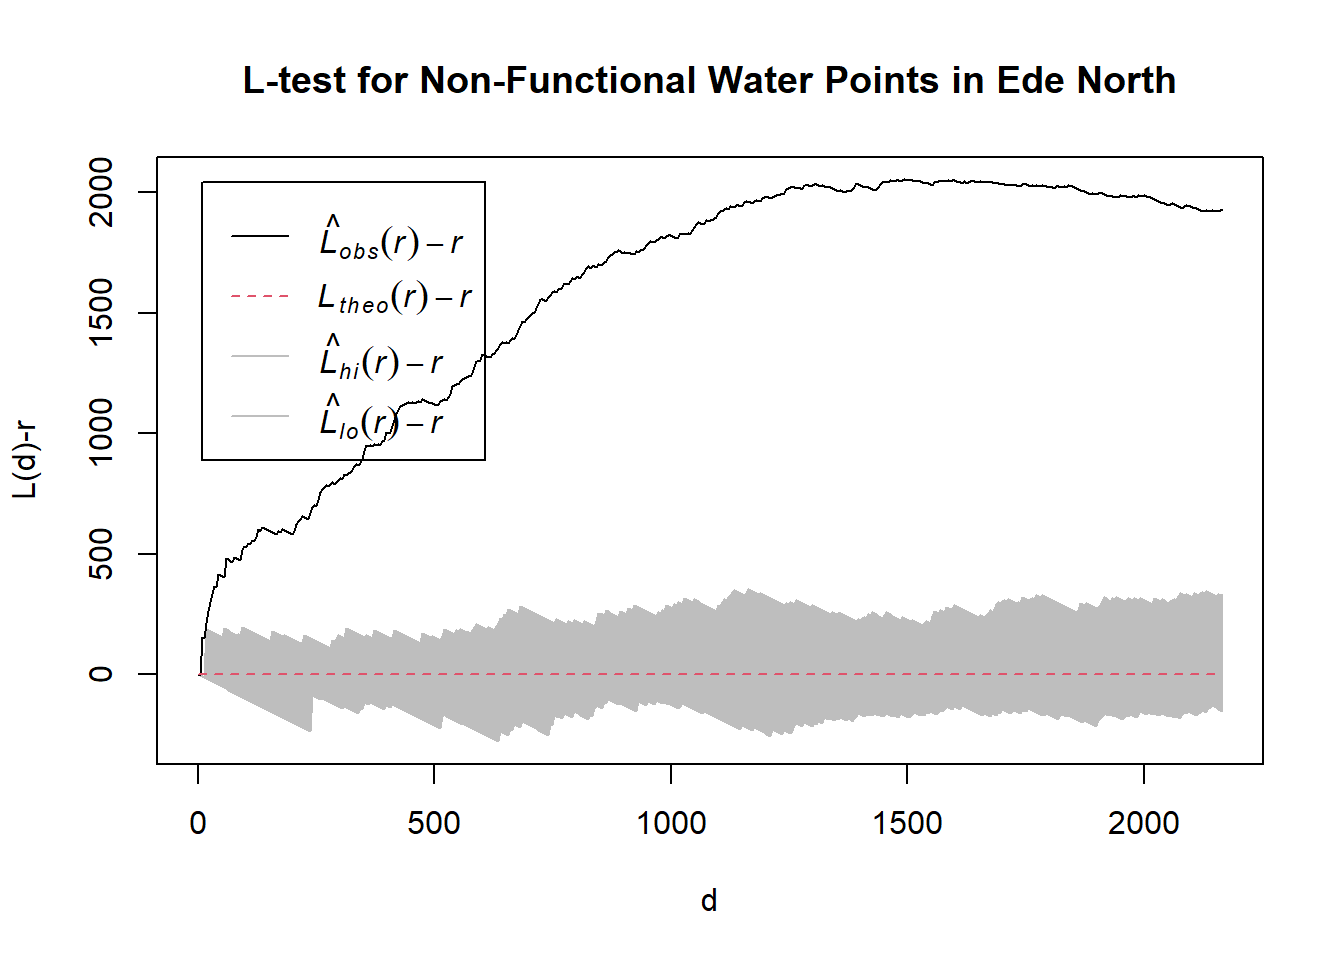 L-test for Non-Functional Water Points in Ede North
L̂obs(r) − r
Ltheo(r) − r
L̂hi(r) − r
L̂lo(r) − r
L(d)-r
2000
1500
1000
500
0
0 500 1000 1500 2000
d